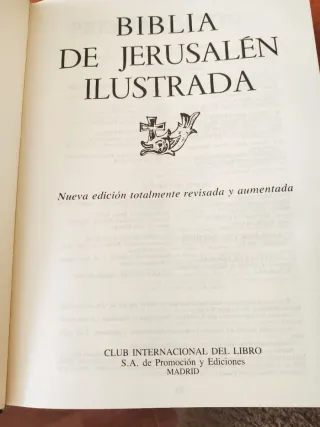 BIBLIA
DE JERUSALÉN
ILUSTRADA
Nueva edición totalmente revisada y aumentada
CLUB INTERNACIONAL DEL LIBRO
S.A. de Promoción y Ediciones
MADRID